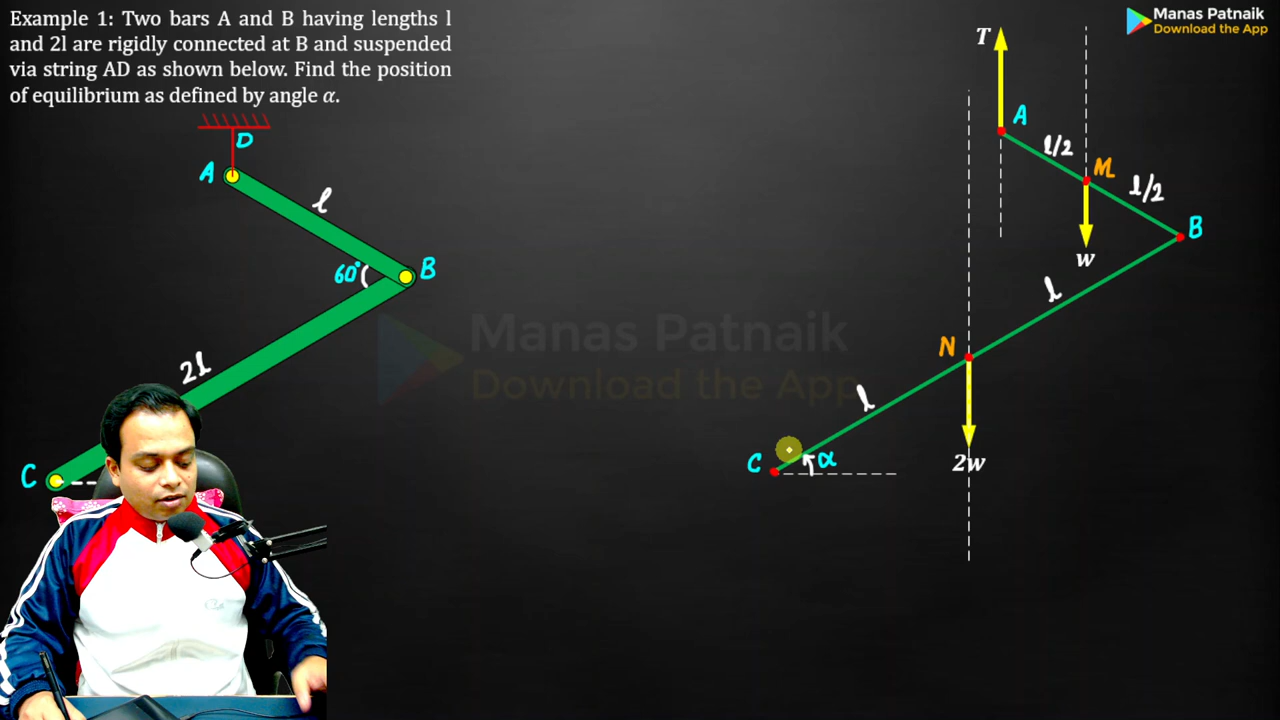 Example 1: Two bars A and B having lengths l
and 2l are rigidly connected at B and suspended
via string AD as shown below. Find the position
of equilibrium as defined by angle α.
Manas Patnaik
Download the App
D
A
l
60°
B
2l
C
T
A
l/2
M
l/2
B
w
l
N
l
C
α
2w
Manas Patnaik
Download the App